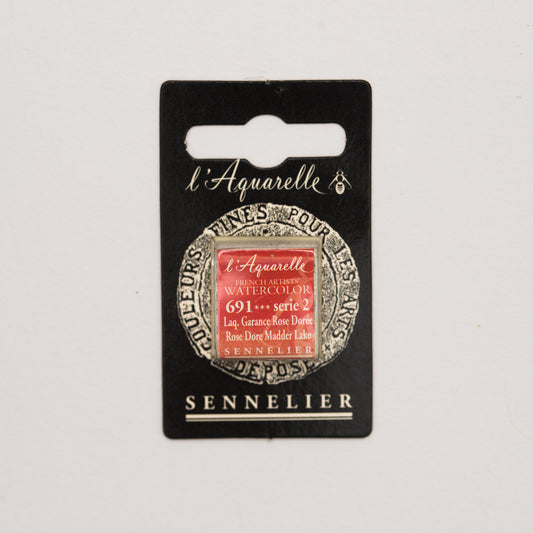 l'Aquarelle
COULEURS FINES POUR LES ARTS
DÉPOSÉ
l'Aquarelle
FRENCH ARTISTS'
WATERCOLOR
691 *** serie 2
Laq. Garance Rose Dorée
Rose Dore Madder Lake
SENNELIER
SENNELIER